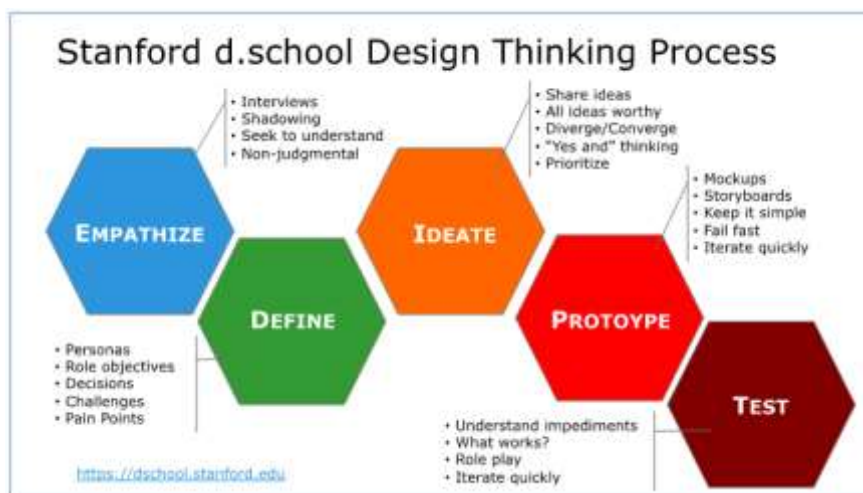 Stanford d.school Design Thinking Process
• Interviews
• Shadowing
• Seek to understand
• Non-judgmental
• Share ideas
• All ideas worthy
• Diverge/Converge
• "Yes and" thinking
• Prioritize
• Mockups
• Storyboards
• Keep it simple
• Fail fast
• Iterate quickly
EMPATHIZE
IDEATE
DEFINE
PROTOYPE
TEST
• Personas
• Role objectives
• Decisions
• Challenges
• Pain Points
• Understand impediments
• What works?
• Role play
• Iterate quickly
https://dschool.stanford.edu